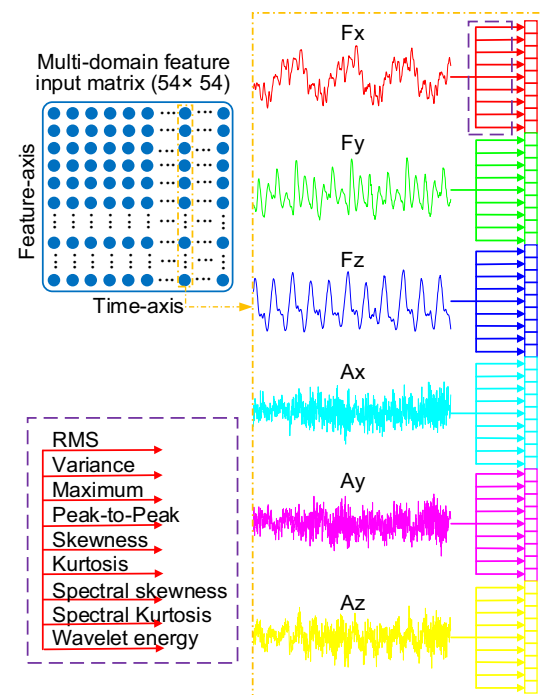 Multi-domain feature
input matrix (54× 54)
Feature-axis
Time-axis
Fx
Fy
Fz
Ax
Ay
Az
RMS
Variance
Maximum
Peak-to-Peak
Skewness
Kurtosis
Spectral skewness
Spectral Kurtosis
Wavelet energy